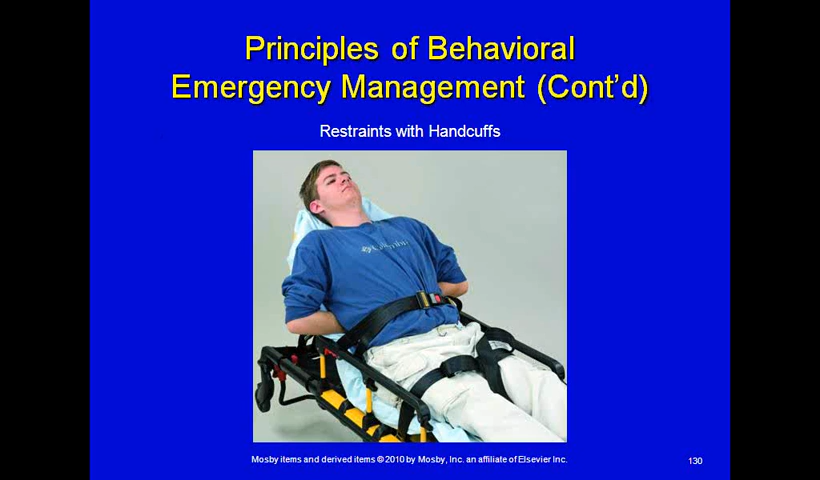 Principles of Behavioral
Emergency Management (Cont’d)
Restraints with Handcuffs
Columbia
Mosby items and derived items © 2010 by Mosby, Inc. an affiliate of Elsevier Inc.
130